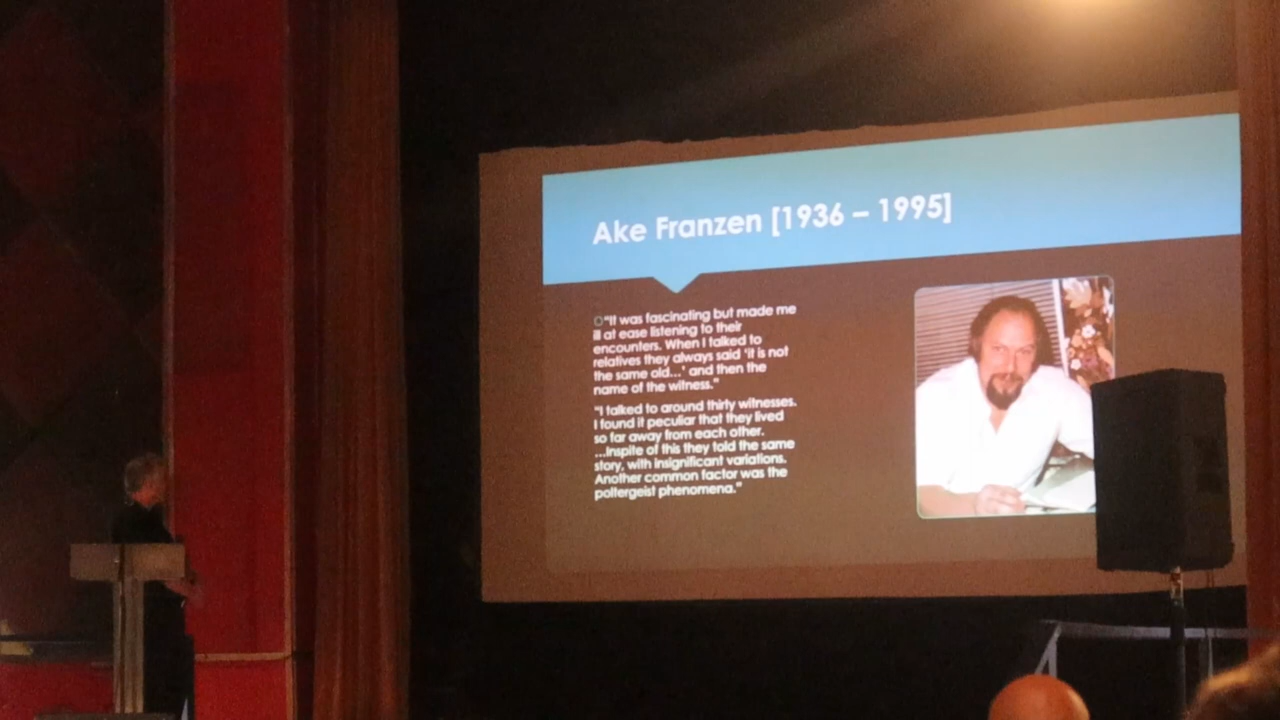 Ake Franzen [1936 – 1995]
"It was fascinating but made me
ill at ease listening to their
encounters. When I talked to
relatives they always said 'it is not
the same old...' and then the
name of the witness."
"I talked to around thirty witnesses.
I found it peculiar that they lived
so far away from each other.
...Inspite of this they told the same
story, with insignificant variations.
Another common factor was the
poltergeist phenomena."